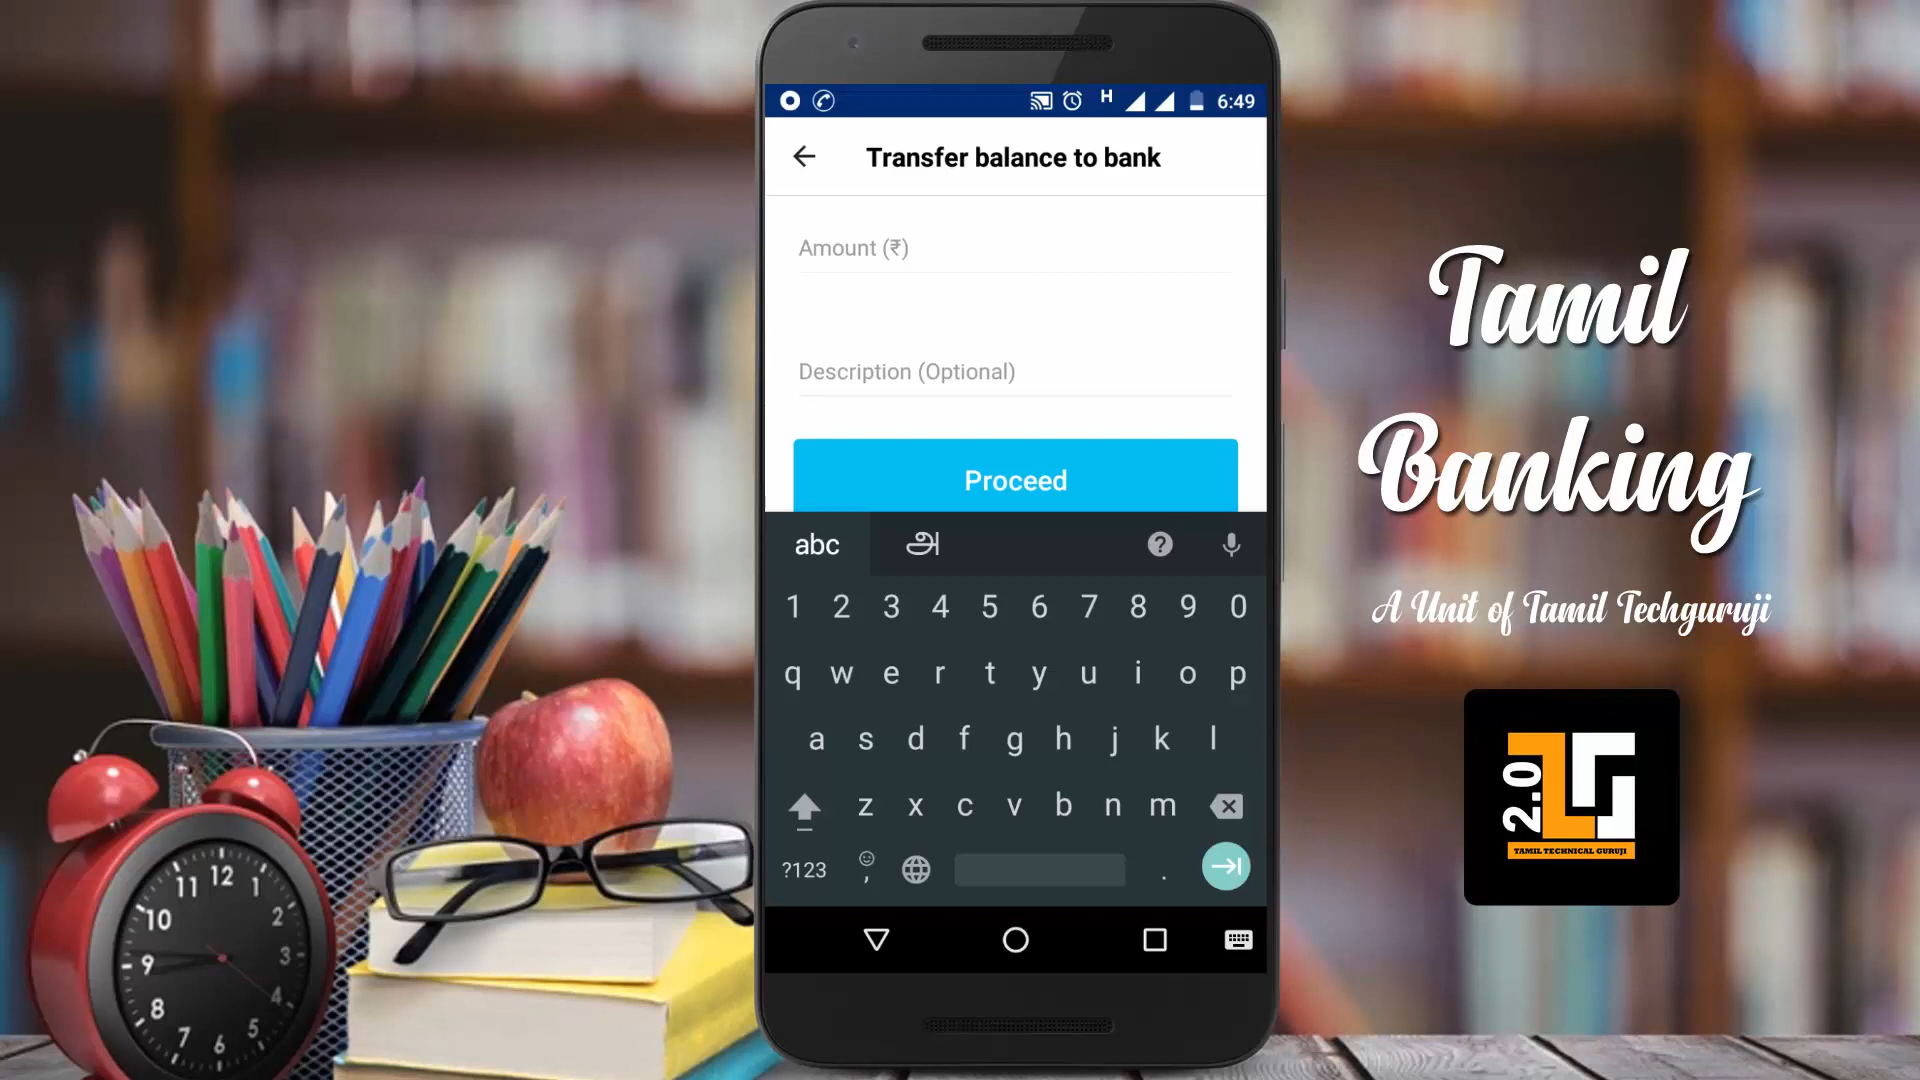 6:49
H
Transfer balance to bank
Amount (₹)
Description (Optional)
Proceed
abc அ ?
1 2 3 4 5 6 7 8 9 0
q w e r t y u i o p
a s d f g h j k l
z x c v b n m
?123 , .
Tamil
Banking
A Unit of Tamil Techguruji
2.0
TAMIL TECHNICAL GURUJI
12
11 1
10 2
9 3
8 4
7 6 5